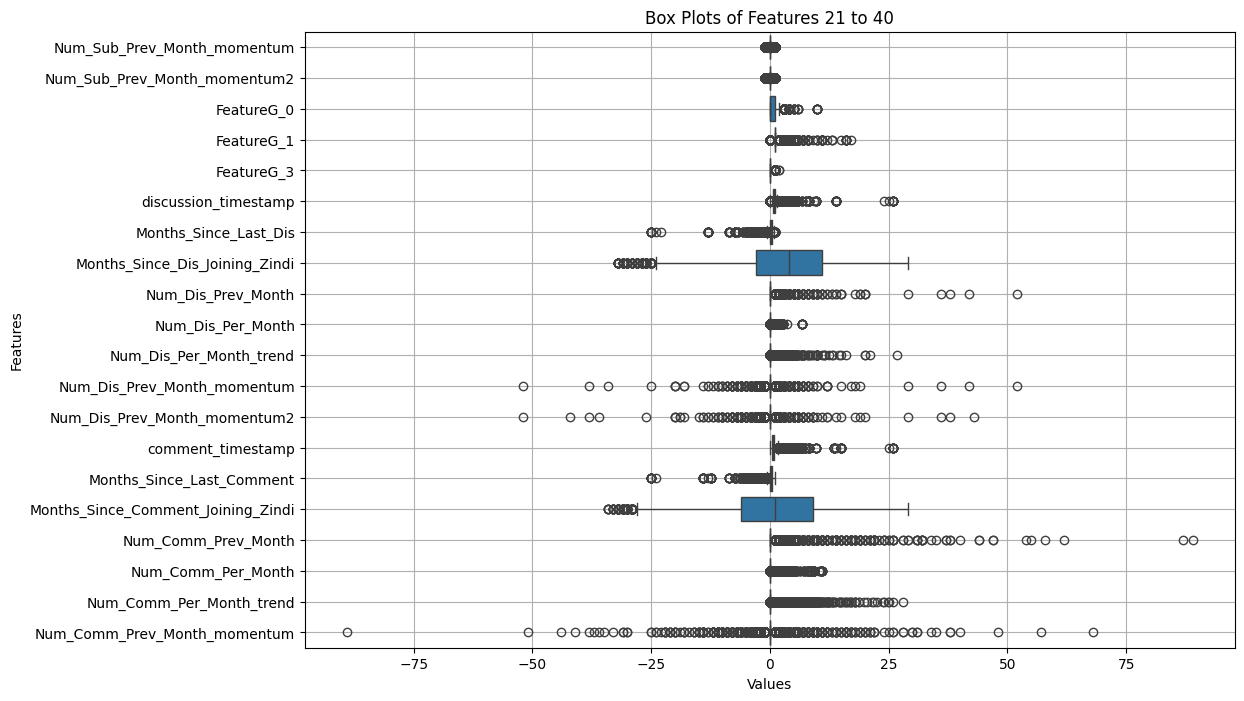 Box Plots of Features 21 to 40
Num_Sub_Prev_Month_momentum
Num_Sub_Prev_Month_momentum2
FeatureG_0
FeatureG_1
FeatureG_3
discussion_timestamp
Months_Since_Last_Dis
Months_Since_Dis_Joining_Zindi
Num_Dis_Prev_Month
Num_Dis_Per_Month
Num_Dis_Per_Month_trend
Num_Dis_Prev_Month_momentum
Num_Dis_Prev_Month_momentum2
comment_timestamp
Months_Since_Last_Comment
Months_Since_Comment_Joining_Zindi
Num_Comm_Prev_Month
Num_Comm_Per_Month
Num_Comm_Per_Month_trend
Num_Comm_Prev_Month_momentum
Features
−75 −50 −25 0 25 50 75
Values